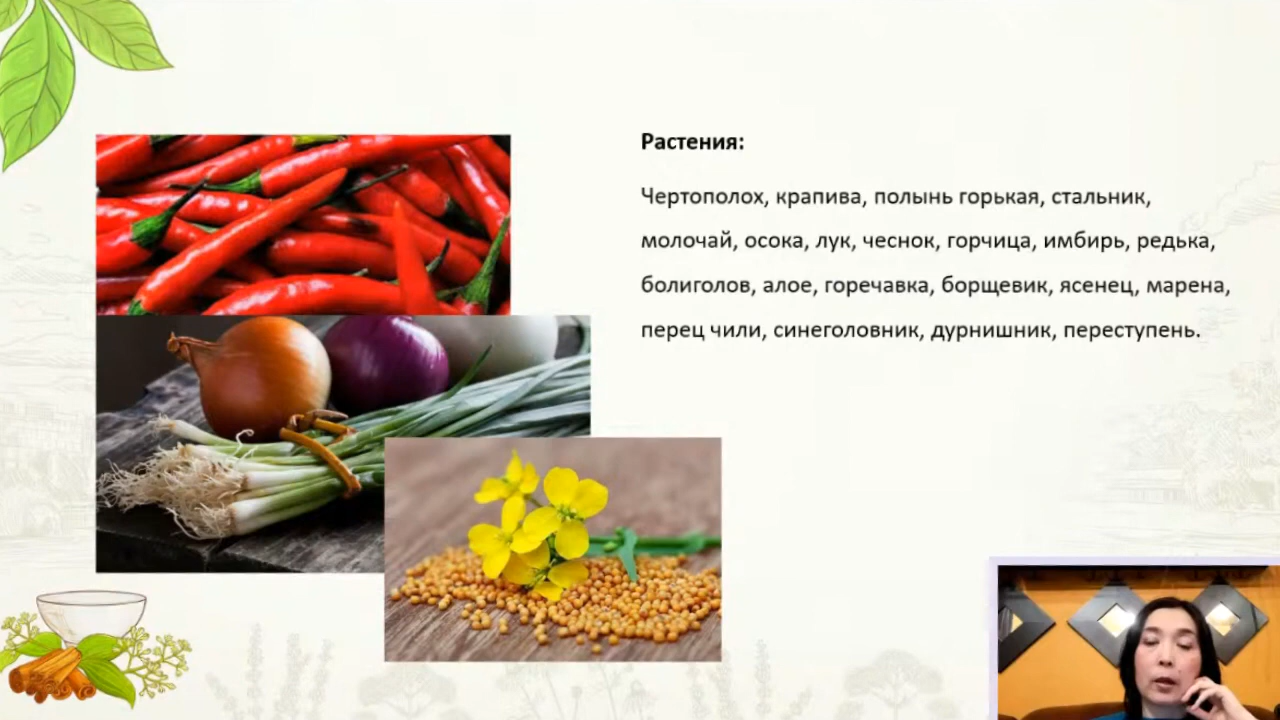 Растения:
Чертополох, крапива, полынь горькая, стальник,
молочай, осока, лук, чеснок, горчица, имбирь, редька,
болиголов, алое, горечавка, борщевик, ясенец, марена,
перец чили, синеголовник, дурнишник, переступень.